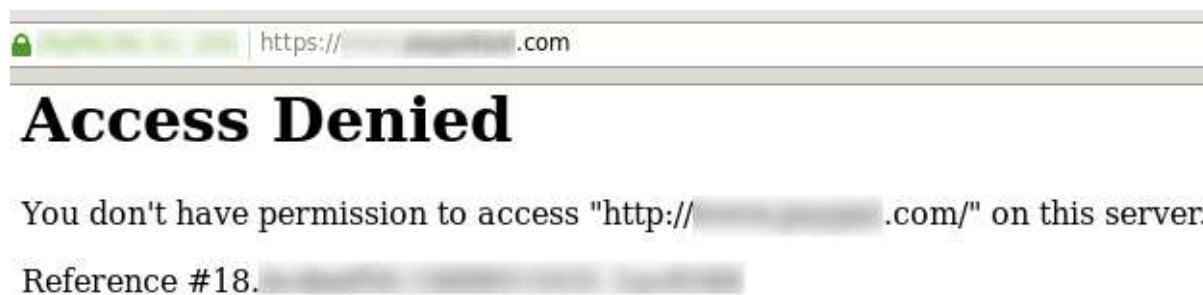 https:// .com
Access Denied
You don't have permission to access "http:// .com/" on this server.
Reference #18.